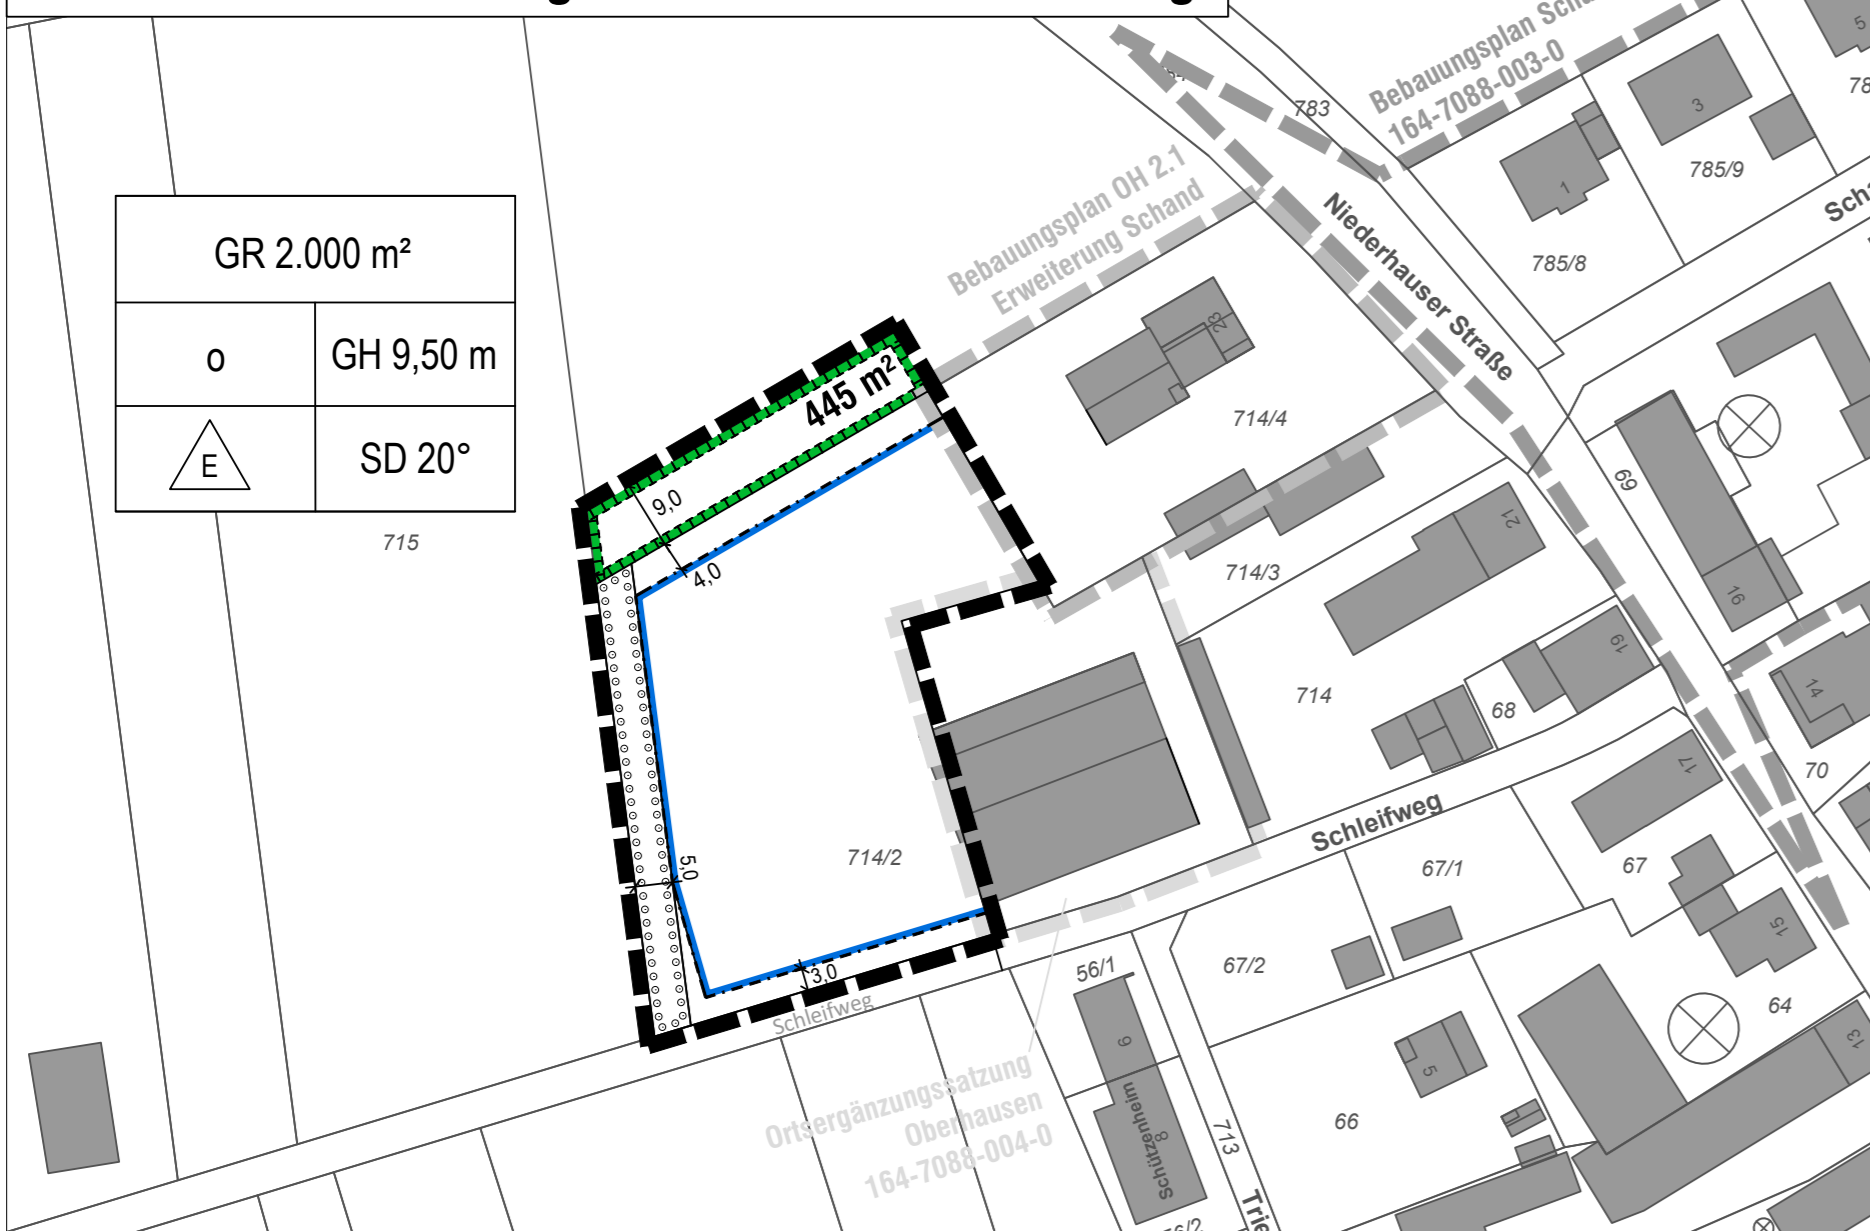 Bebauungsplan
164-7088-003-0
783
5
3
785/9
1
785/8
Bebauungsplan OH 2.1
Erweiterung Schand
Niederhauser Straße
GR 2.000 m²
o
GH 9,50 m
E
SD 20°
715
445 m²
9,0
4,0
23
714/4
714/3
21
69
16
714
19
68
14
70
17
5,0
714/2
Schleifweg
67/1
67
15
3,0
Schleifweg
56/1
67/2
64
13
6
5
Ortsergänzungssatzung
Oberhausen
164-7088-004-0
Schützenheim
8
713
66